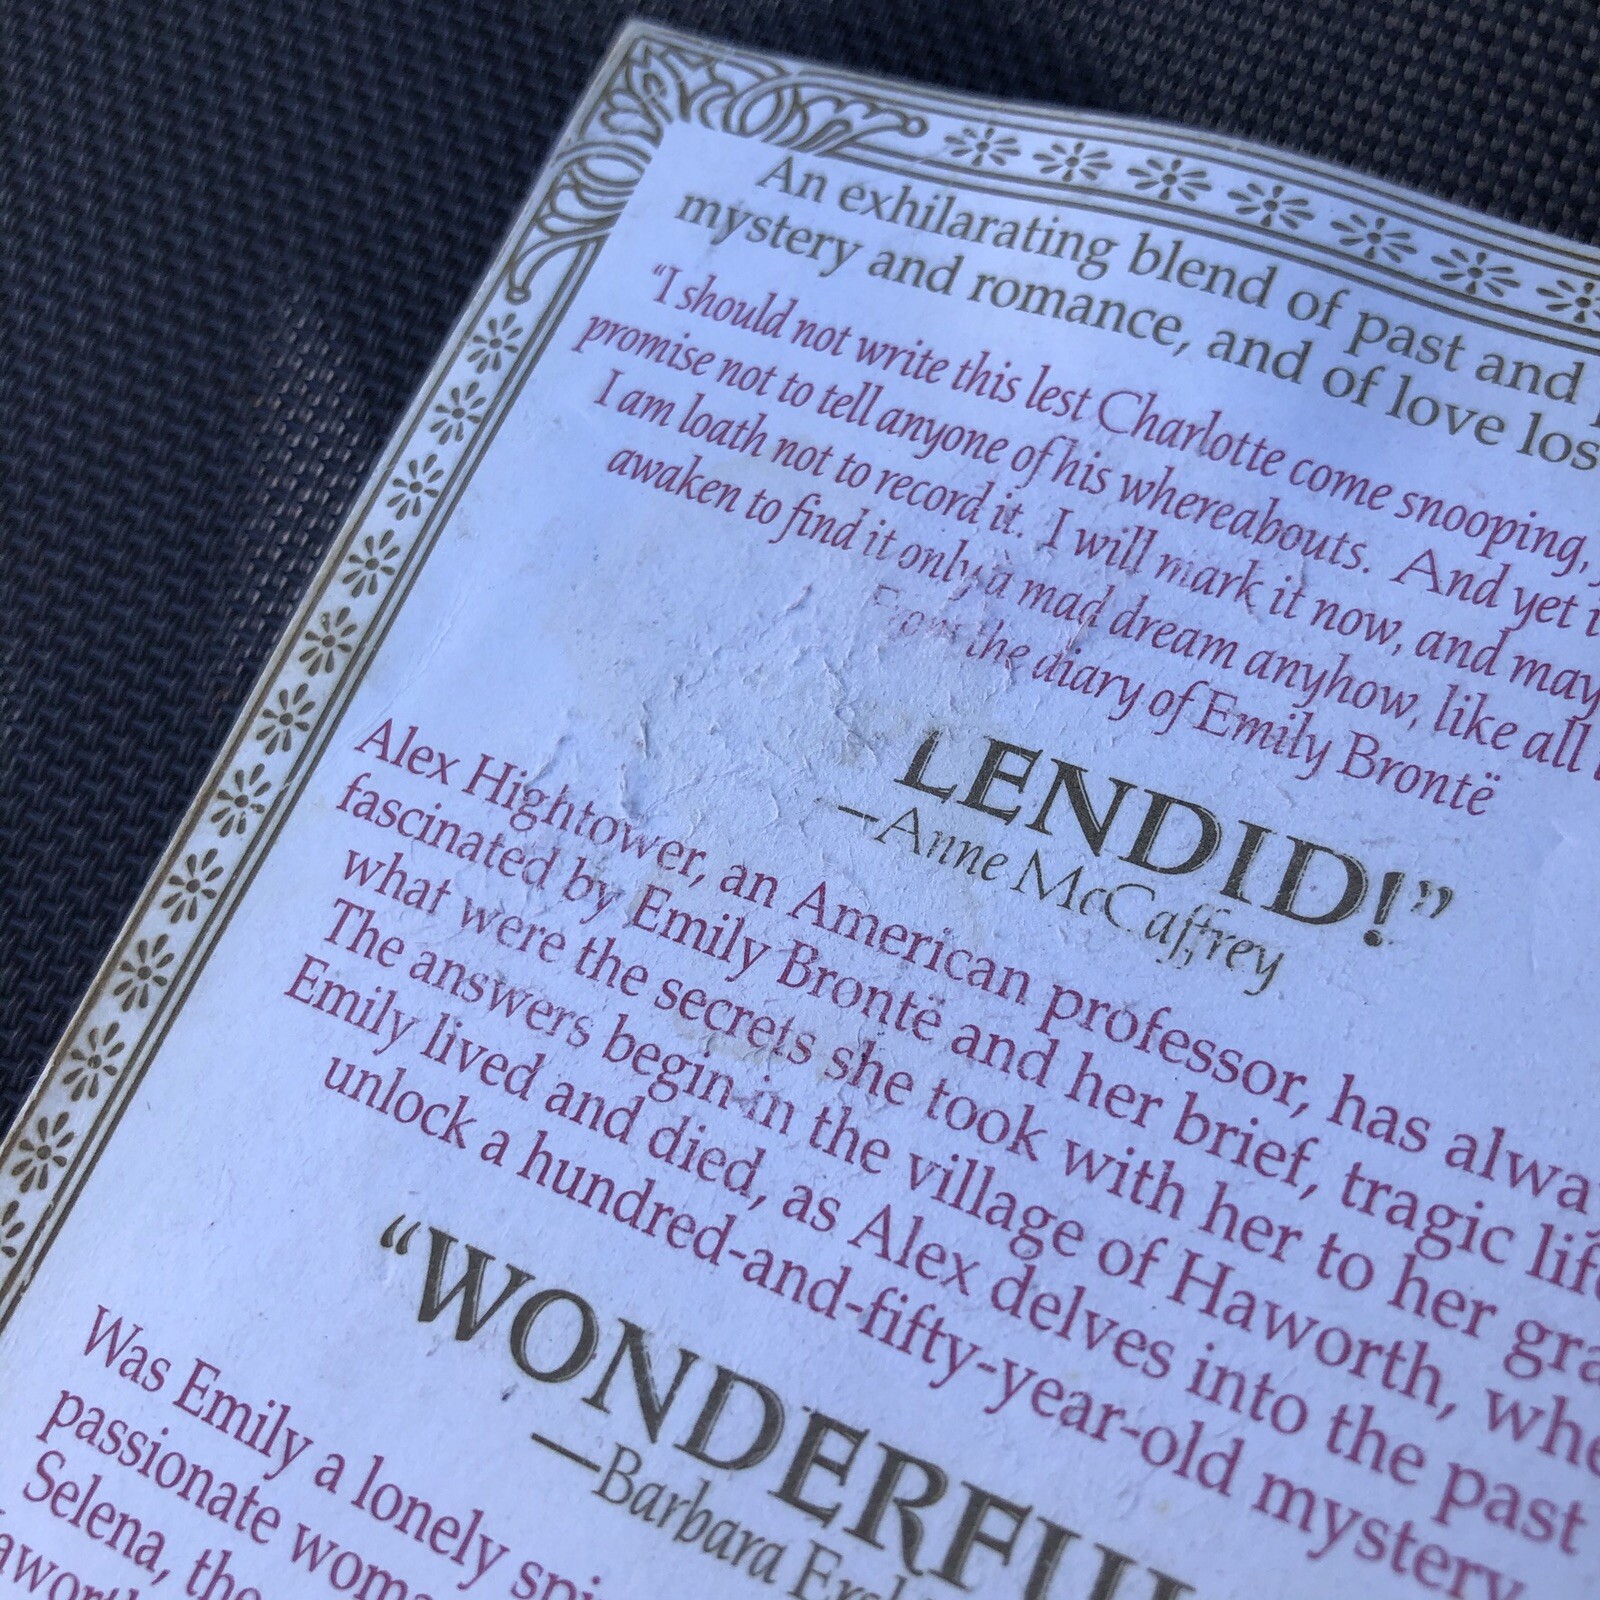 An exhilarating blend of past and
mystery and romance, and of love los
"I should not write this lest Charlotte come snooping,
promise not to tell anyone of his whereabouts. And yet i
I am loath not to record it. I will mark it now, and may
awaken to find it only a mad dream anyhow, like all
From the diary of Emily Brontë
LENDID!"
—Anne McCaffrey
Alex Hightower, an American professor, has alwa
fascinated by Emily Brontë and her brief, tragic life
what were the secrets she took with her to her gra
The answers begin in the village of Haworth, whe
Emily lived and died, as Alex delves into the past
unlock a hundred-and-fifty-year-old mystery
"WONDERFU
—Barbara
Was Emily a lonely spi
passionate woma
Selena, the
aworth